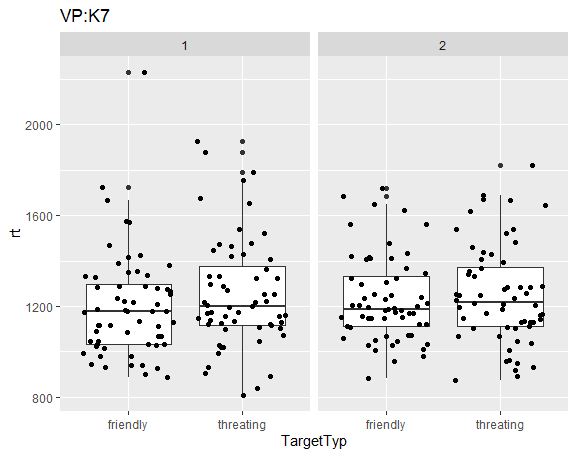 VP:K7
1
2
rt
2000
1600
1200
800
friendly
threating
friendly
threating
TargetTyp